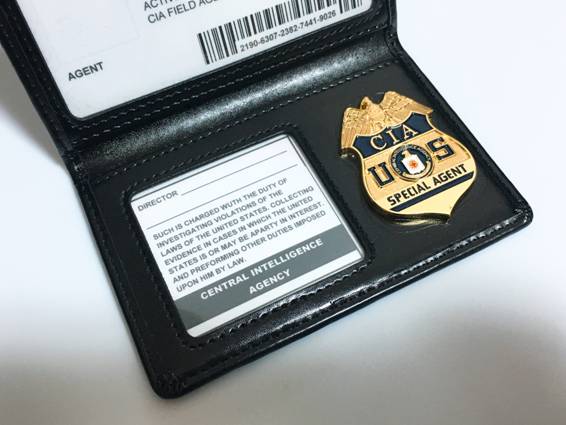 CIA FIELD
2190-6307-2382-7441-9026
AGENT
DIRECTOR
SUCH IS CHARGED WUTH THE DUTY OF
INVESTIGATING VIOLATIONS OF THE
LAWS OF THE UNITED STATES. COLLECTING
EVIDENCE IN CASES IN WHICH THE UNITED
STATES IS OR MAY BE APARTY IN INTEREST.
AND PREFORMING OTHER DUTIES IMPOSED
UPON HIM BY LAW.
CENTRAL INTELLIGENCE
AGENCY
CIA
U S
SPECIAL AGENT